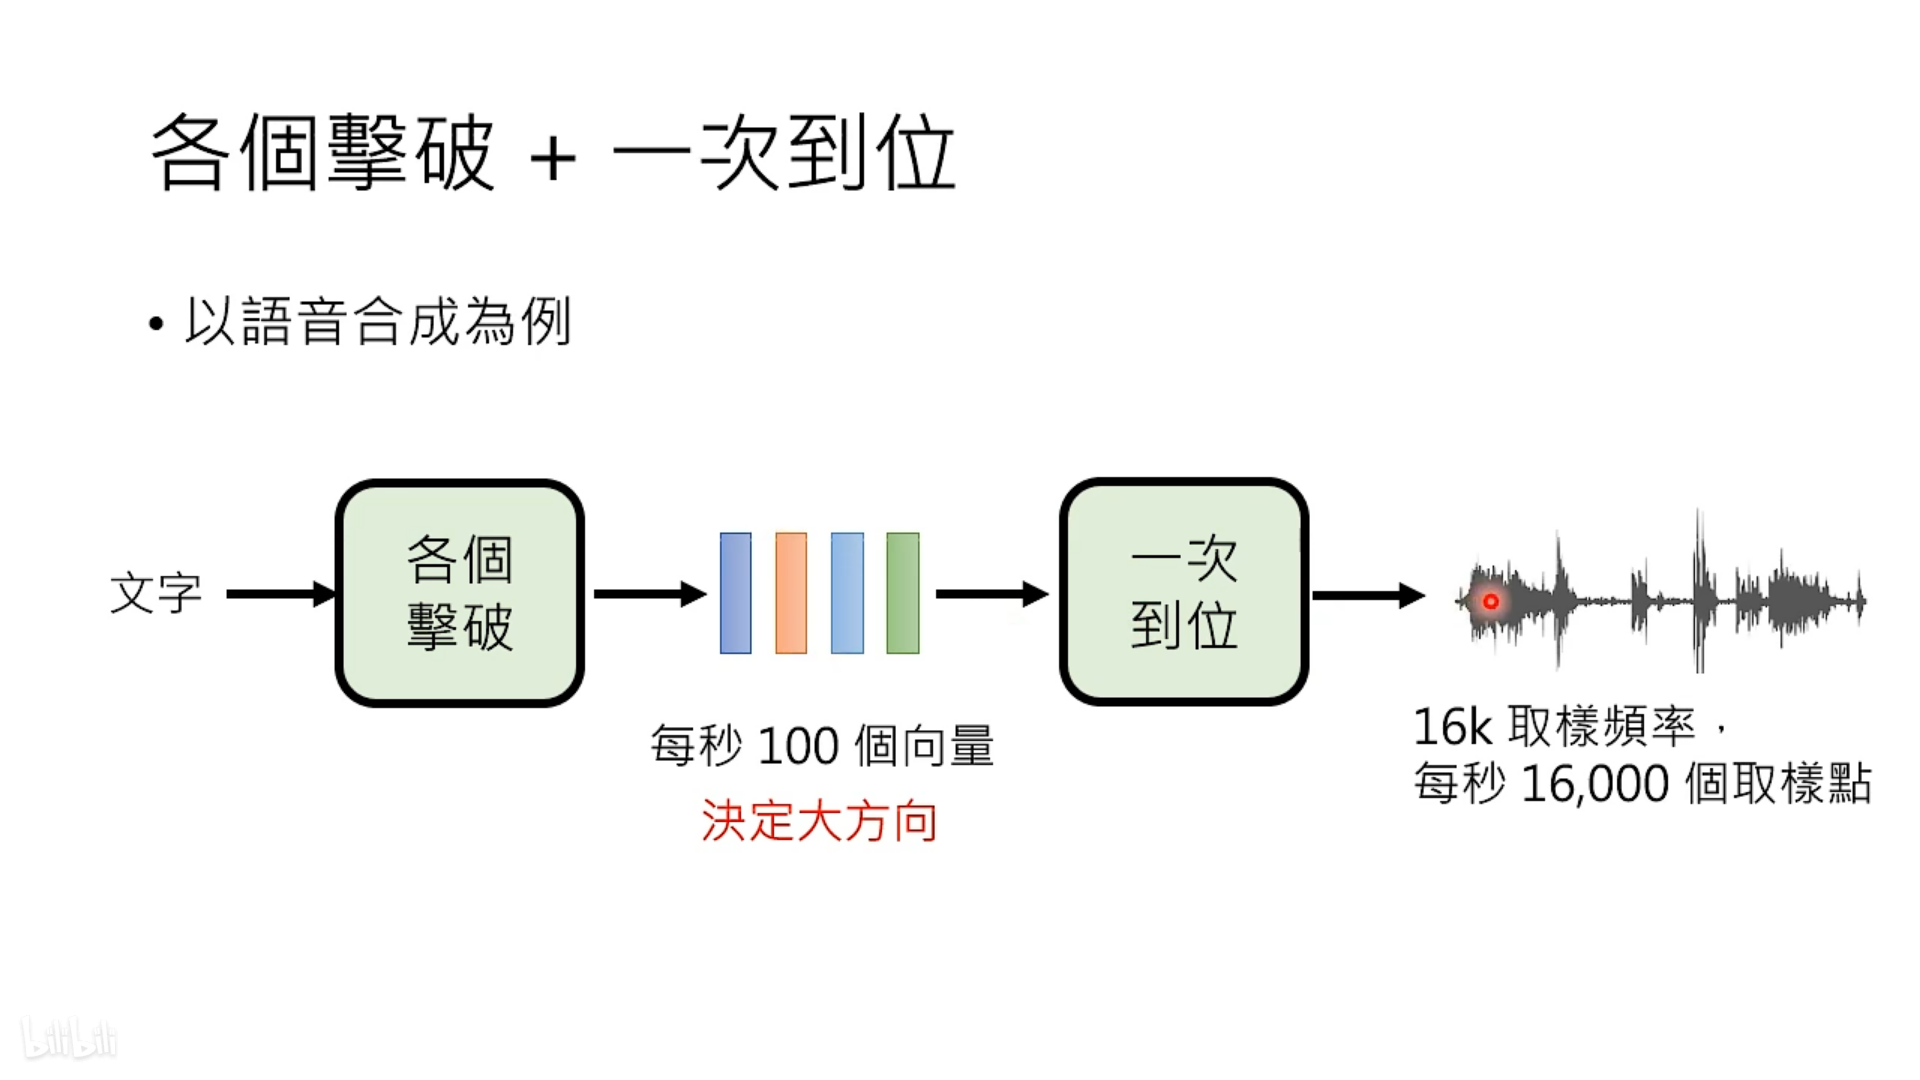 各個擊破 + 一次到位
• 以語音合成為例
文字
各個
擊破
一次
到位
每秒 100 個向量
決定大方向
16k 取樣頻率，
每秒 16,000 個取樣點
bilibili